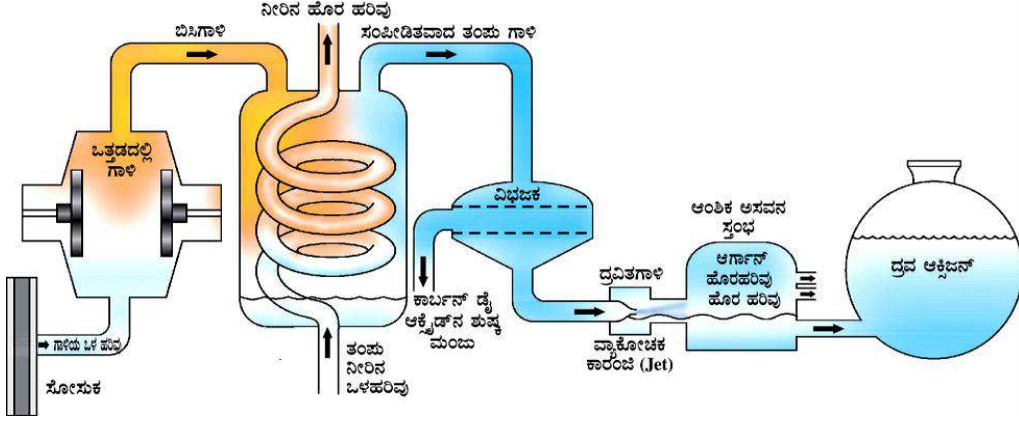 ನೀರಿನ ಹೊರ ಹರಿವು
ಬಿಸಿಗಾಳಿ
ಸಂಪೀಡಿತವಾದ ತಂಪು ಗಾಳಿ
ಒತ್ತಡದಲ್ಲಿ
ಗಾಳಿ
ವಿಭಜಕ
ಆಂಶಿಕ ಅಸವನ
ಸ್ತಂಭ
ಆರ್ಗಾನ್
ಹೊರಹರಿವು
ಹೊರ ಹರಿವು
ದ್ರವ ಆಕ್ಸಿಜನ್
ದ್ರವಿತಗಾಳಿ
ಕಾರ್ಬನ್ ಡೈ
ಆಕ್ಸೈಡ್‌ನ ಶುಷ್ಕ
ಮಂಜು
ಗಾಳಿಯ ಒಳ ಹರಿವು
ವ್ಯಾಕೋಚಕ
ಕಾರಂಜಿ (Jet)
ತಂಪು
ನೀರಿನ
ಒಳಹರಿವು
ಸೋಸುಕ